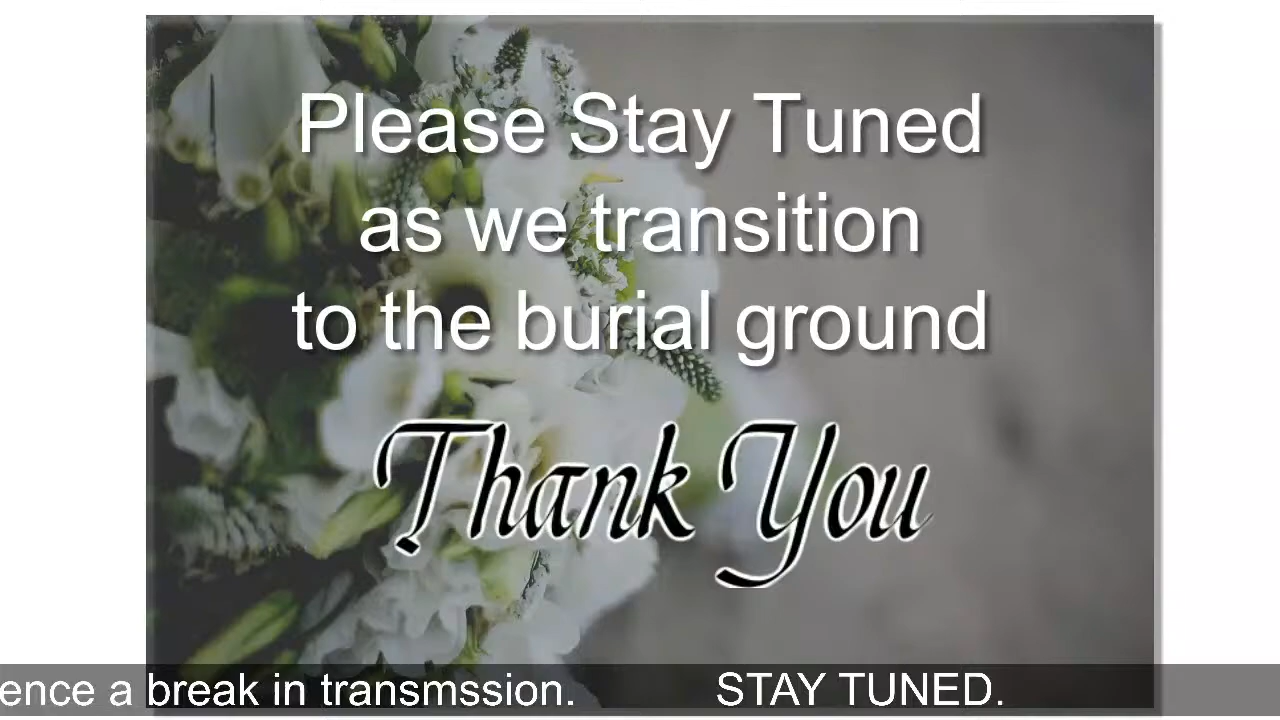 Please Stay Tuned
as we transition
to the burial ground
Thank You
ence a break in transmssion. STAY TUNED.